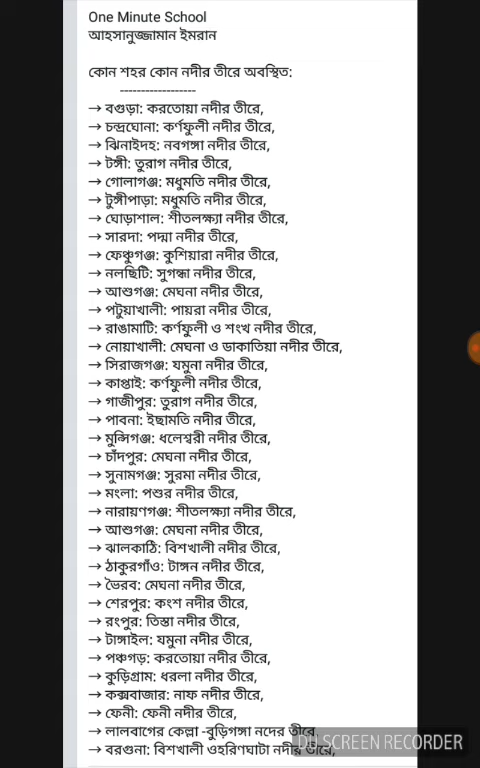 One Minute School
আহসানুজ্জামান ইমরান
কোন শহর কোন নদীর তীরে অবস্থিত:
------------------
→ বগুড়া: করতোয়া নদীর তীরে,
→ চন্দ্রঘোনা: কর্ণফুলী নদীর তীরে,
→ ঝিনাইদহ: নবগঙ্গা নদীর তীরে,
→ টঙ্গী: তুরাগ নদীর তীরে,
→ গোলাগঞ্জ: মধুমতি নদীর তীরে,
→ টুঙ্গীপাড়া: মধুমতি নদীর তীরে,
→ ঘোড়াশাল: শীতলক্ষ্যা নদীর তীরে,
→ সারদা: পদ্মা নদীর তীরে,
→ ফেঞ্চুগঞ্জ: কুশিয়ারা নদীর তীরে,
→ নলছিটি: সুগন্ধা নদীর তীরে,
→ আশুগঞ্জ: মেঘনা নদীর তীরে,
→ পটুয়াখালী: পায়রা নদীর তীরে,
→ রাঙামাটি: কর্ণফুলী ও শংখ নদীর তীরে,
→ নোয়াখালী: মেঘনা ও ডাকাতিয়া নদীর তীরে,
→ সিরাজগঞ্জ: যমুনা নদীর তীরে,
→ কাপ্তাই: কর্ণফুলী নদীর তীরে,
→ গাজীপুর: তুরাগ নদীর তীরে,
→ পাবনা: ইছামতি নদীর তীরে,
→ মুন্সিগঞ্জ: ধলেশ্বরী নদীর তীরে,
→ চাঁদপুর: মেঘনা নদীর তীরে,
→ সুনামগঞ্জ: সুরমা নদীর তীরে,
→ মংলা: পশুর নদীর তীরে,
→ নারায়ণগঞ্জ: শীতলক্ষ্যা নদীর তীরে,
→ আশুগঞ্জ: মেঘনা নদীর তীরে,
→ ঝালকাঠি: বিশখালী নদীর তীরে,
→ ঠাকুরগাঁও: টাঙ্গন নদীর তীরে,
→ ভৈরব: মেঘনা নদীর তীরে,
→ শেরপুর: কংশ নদীর তীরে,
→ রংপুর: তিস্তা নদীর তীরে,
→ টাঙ্গাইল: যমুনা নদীর তীরে,
→ পঞ্চগড়: করতোয়া নদীর তীরে,
→ কুড়িগ্রাম: ধরলা নদীর তীরে,
→ কক্সবাজার: নাফ নদীর তীরে,
→ ফেনী: ফেনী নদীর তীরে,
→ লালবাগের কেল্লা -বুড়িগঙ্গা নদের তীরে
→ বরগুনা: বিশখালী ওহরিণঘাটা নদীর তীরে,
DU SCREEN RECORDER